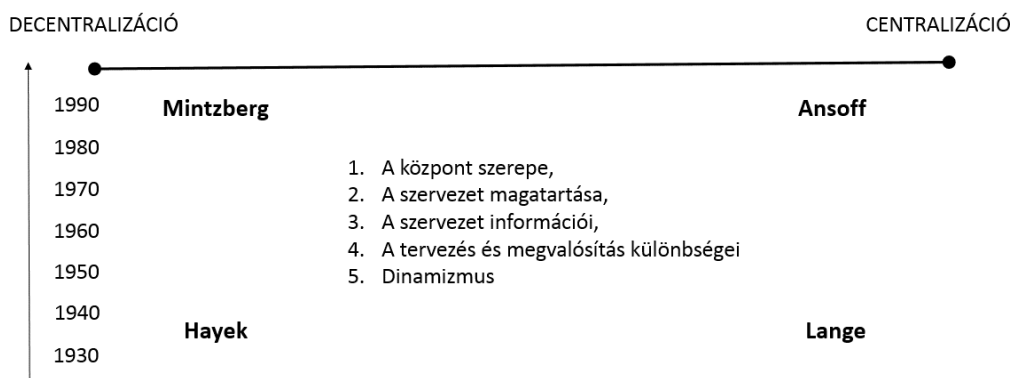 DECENTRALIZÁCIÓ
CENTRALIZÁCIÓ
1990
Mintzberg
Ansoff
1980
1. A központ szerepe,
1970
2. A szervezet magatartása,
3. A szervezet információi,
1960
4. A tervezés és megvalósítás különbségei
1950
5. Dinamizmus
1940
Hayek
Lange
1930